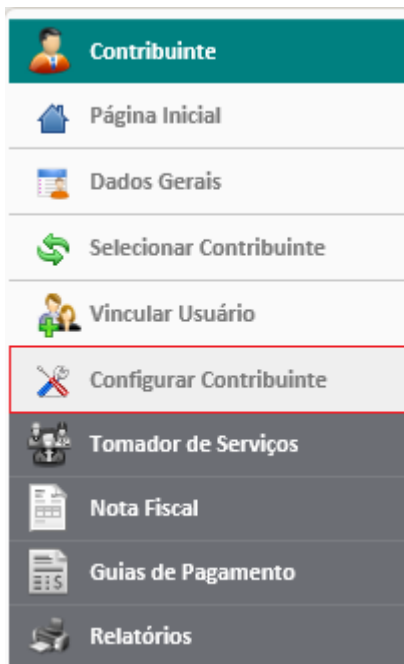 Contribuinte
Página Inicial
Dados Gerais
Selecionar Contribuinte
Vincular Usuário
Configurar Contribuinte
Tomador de Serviços
Nota Fiscal
Guias de Pagamento
Relatórios